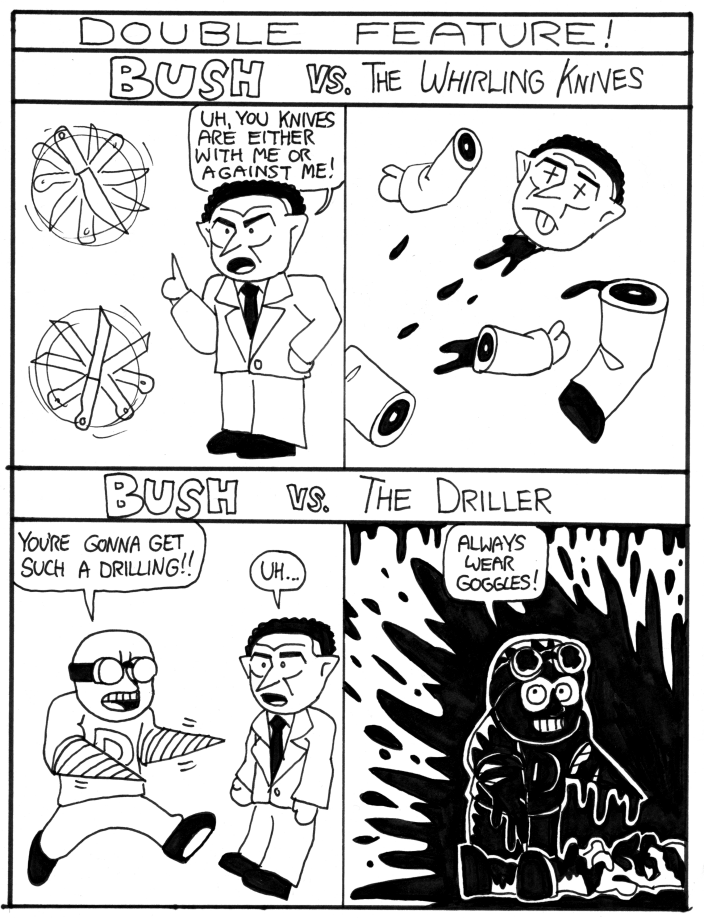 DOUBLE FEATURE!
BUSH VS. THE WHIRLING KNIVES
UH, YOU KNIVES
ARE EITHER
WITH ME OR
AGAINST ME!
BUSH VS. THE DRILLER
YOU'RE GONNA GET
SUCH A DRILLING!!
UH...
D
ALWAYS
WEAR
GOGGLES!
D